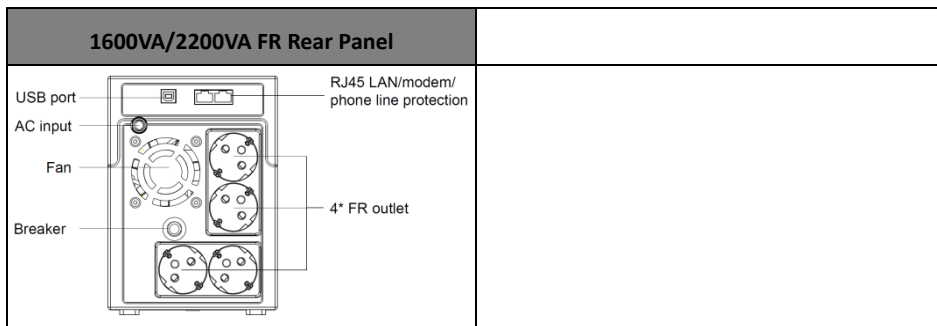 1600VA/2200VA FR Rear Panel
USB port
RJ45 LAN/modem/
phone line protection
AC input
Fan
4* FR outlet
Breaker